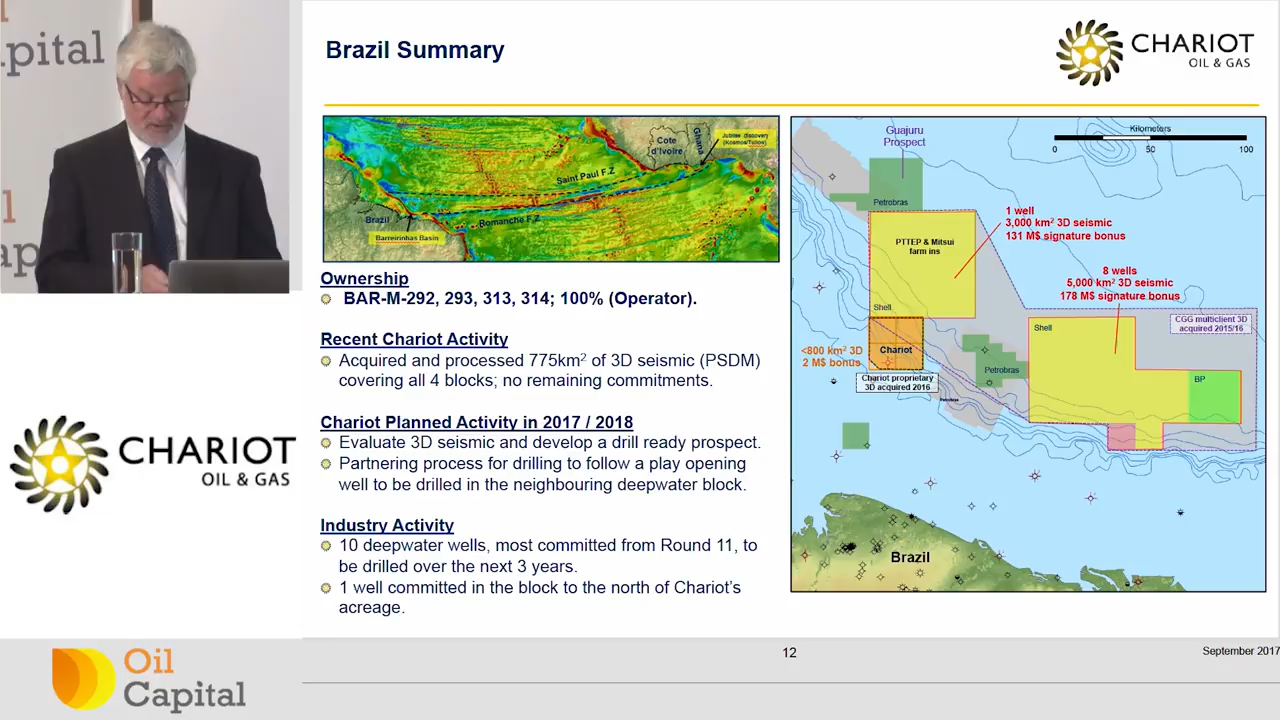 pital
Capital
Brazil Summary
CHARIOT
OIL & GAS
Cote
d'Ivoire
Ghana
Jubilee discovery
(Kosmos/Tullow)
Saint Paul F.Z
Romanche F.Z
Brazil
Barreirinhas Basin
Ownership
BAR-M-292, 293, 313, 314; 100% (Operator).
Recent Chariot Activity
Acquired and processed 775km² of 3D seismic (PSDM)
covering all 4 blocks; no remaining commitments.
Chariot Planned Activity in 2017 / 2018
Evaluate 3D seismic and develop a drill ready prospect.
Partnering process for drilling to follow a play opening
well to be drilled in the neighbouring deepwater block.
Industry Activity
10 deepwater wells, most committed from Round 11, to
be drilled over the next 3 years.
1 well committed in the block to the north of Chariot's
acreage.
Guajuru
Prospect
Kilometers
0 50 100
Petrobras
PTTEP & Mitsui
farm ins
1 well
3,000 km² 3D seismic
131 M$ signature bonus
8 wells
5,000 km² 3D seismic
178 M$ signature bonus
Shell
Shell
CGG multiclient 3D
acquired 2015/16
<800 km² 3D
2 M$ bonus
Chariot
Chariot proprietary
3D acquired 2016
Petrobras
Petrobras
BP
Brazil
CHARIOT
OIL & GAS
Oil
Capital
12
September 2017